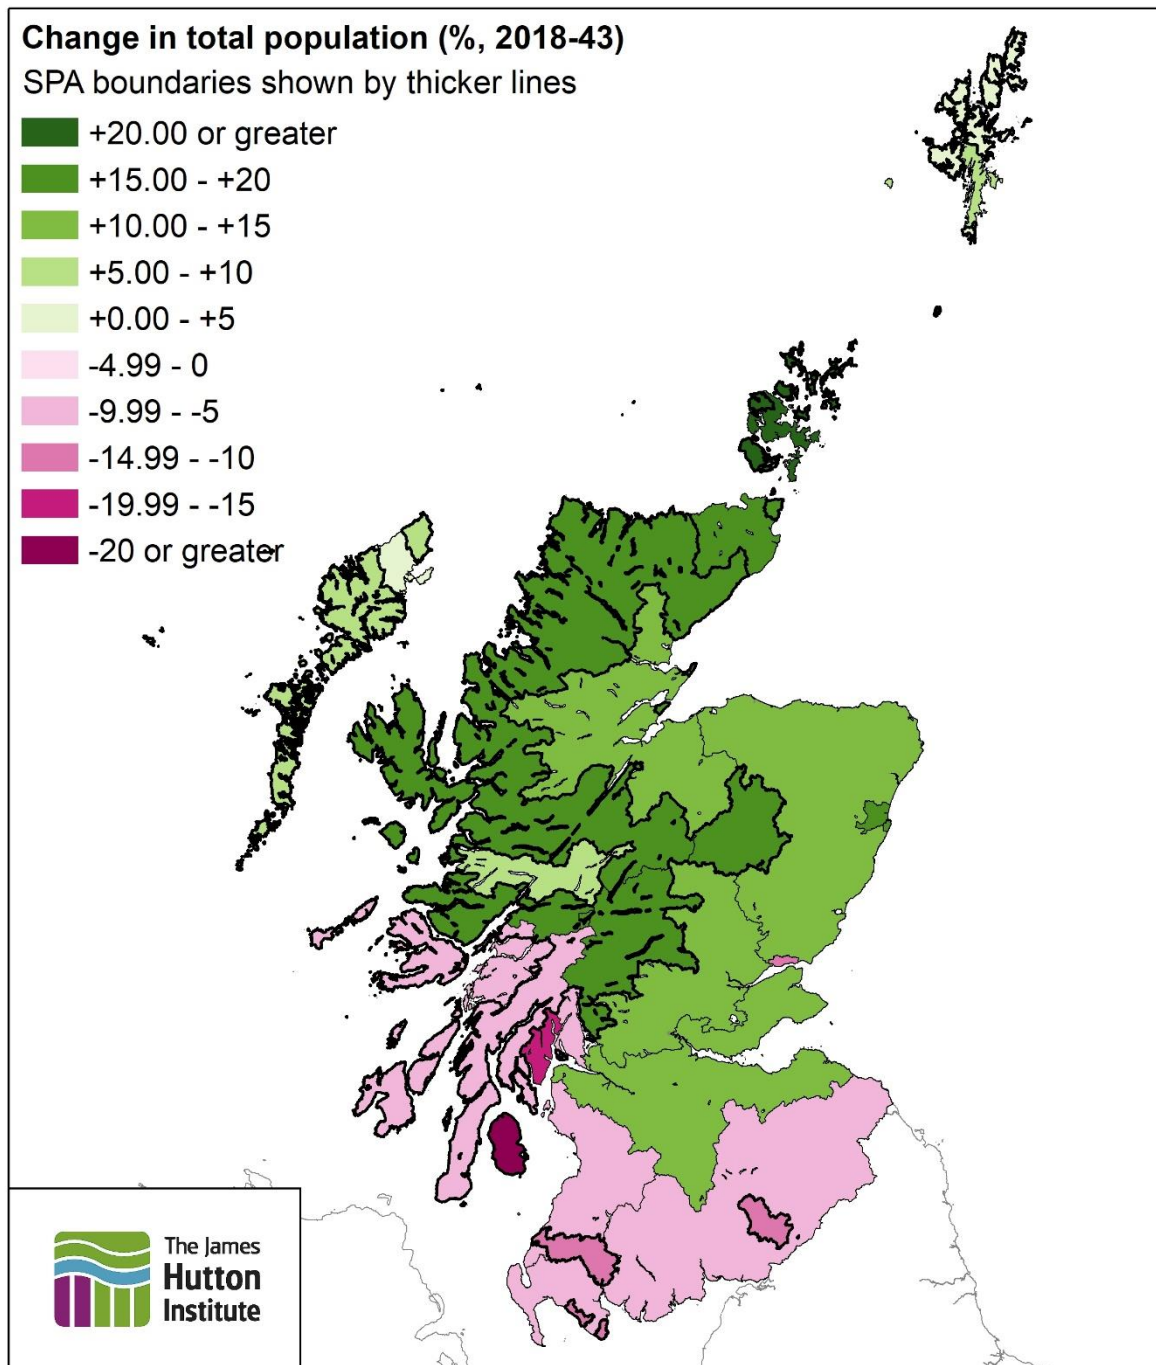 Change in total population (%, 2018-43)
SPA boundaries shown by thicker lines
+20.00 or greater
+15.00 - +20
+10.00 - +15
+5.00 - +10
+0.00 - +5
-4.99 - 0
-9.99 - -5
-14.99 - -10
-19.99 - -15
-20 or greater
The James
Hutton
Institute